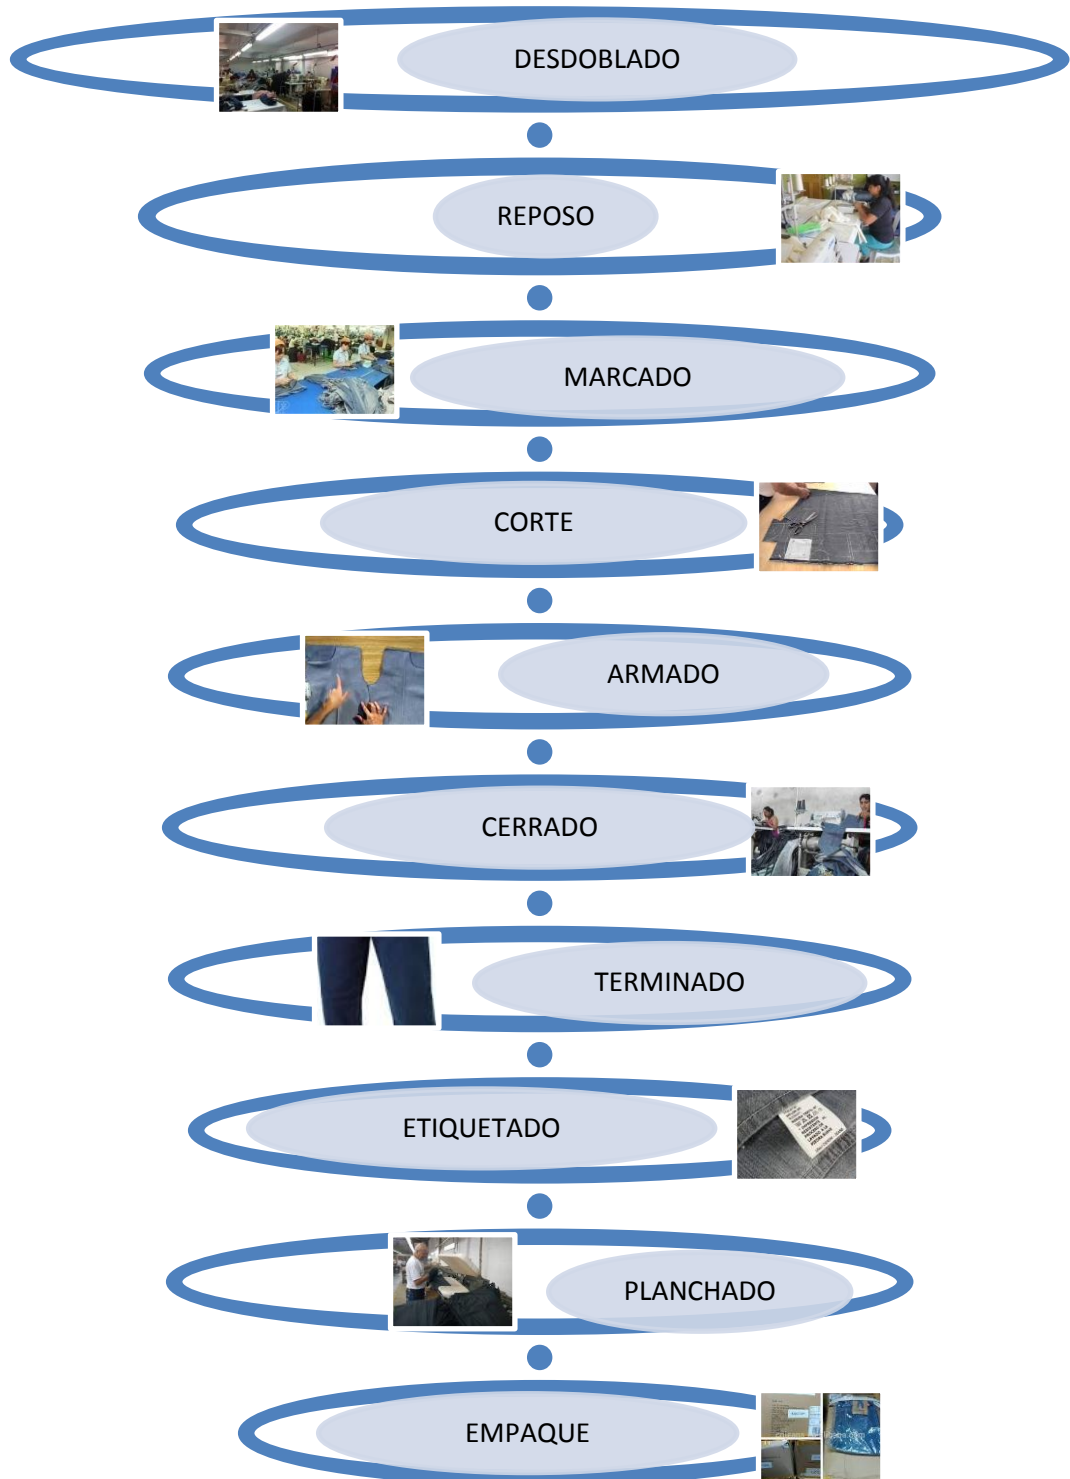 DESDOBLADO
REPOSO
MARCADO
CORTE
ARMADO
CERRADO
TERMINADO
ETIQUETADO
PLANCHADO
EMPAQUE